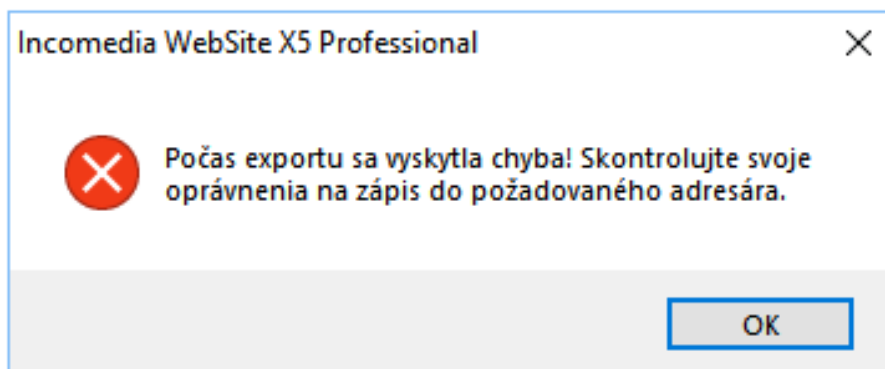 Incomedia WebSite X5 Professional
Počas exportu sa vyskytla chyba! Skontrolujte svoje
oprávnenia na zápis do požadovaného adresára.
OK